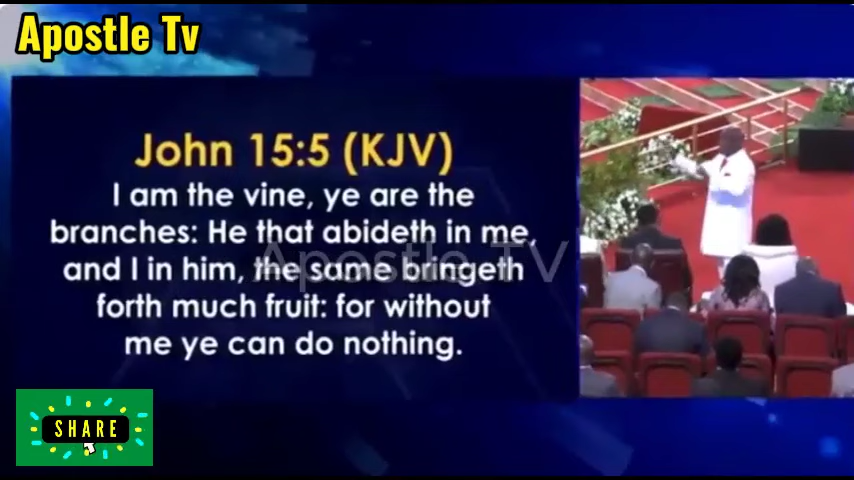 Apostle Tv
John 15:5 (KJV)
I am the vine, ye are the
branches: He that abideth in me,
and I in him, the same bringeth
forth much fruit: for without
me ye can do nothing.
Apostle TV
SHARE